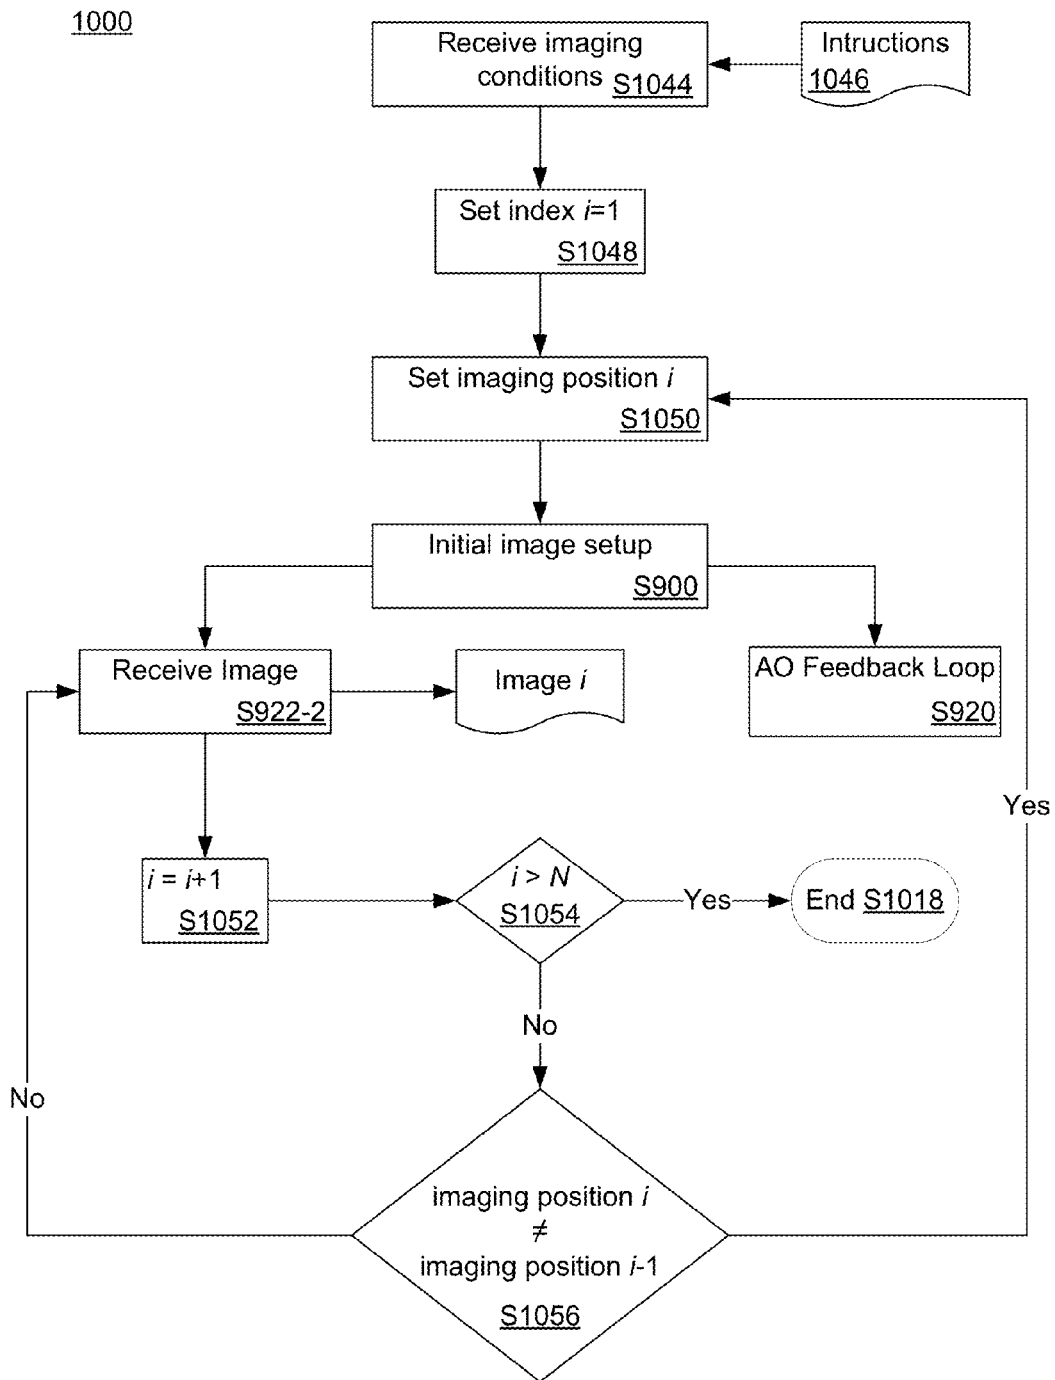 1000
Receive imaging
conditions S1044
Intructions
1046
Set index i=1
S1048
Set imaging position i
S1050
Initial image setup
S900
Receive Image
S922-2
Image i
AO Feedback Loop
S920
Yes
i = i+1
S1052
i > N
S1054
Yes
End S1018
No
No
imaging position i
≠
imaging position i-1
S1056